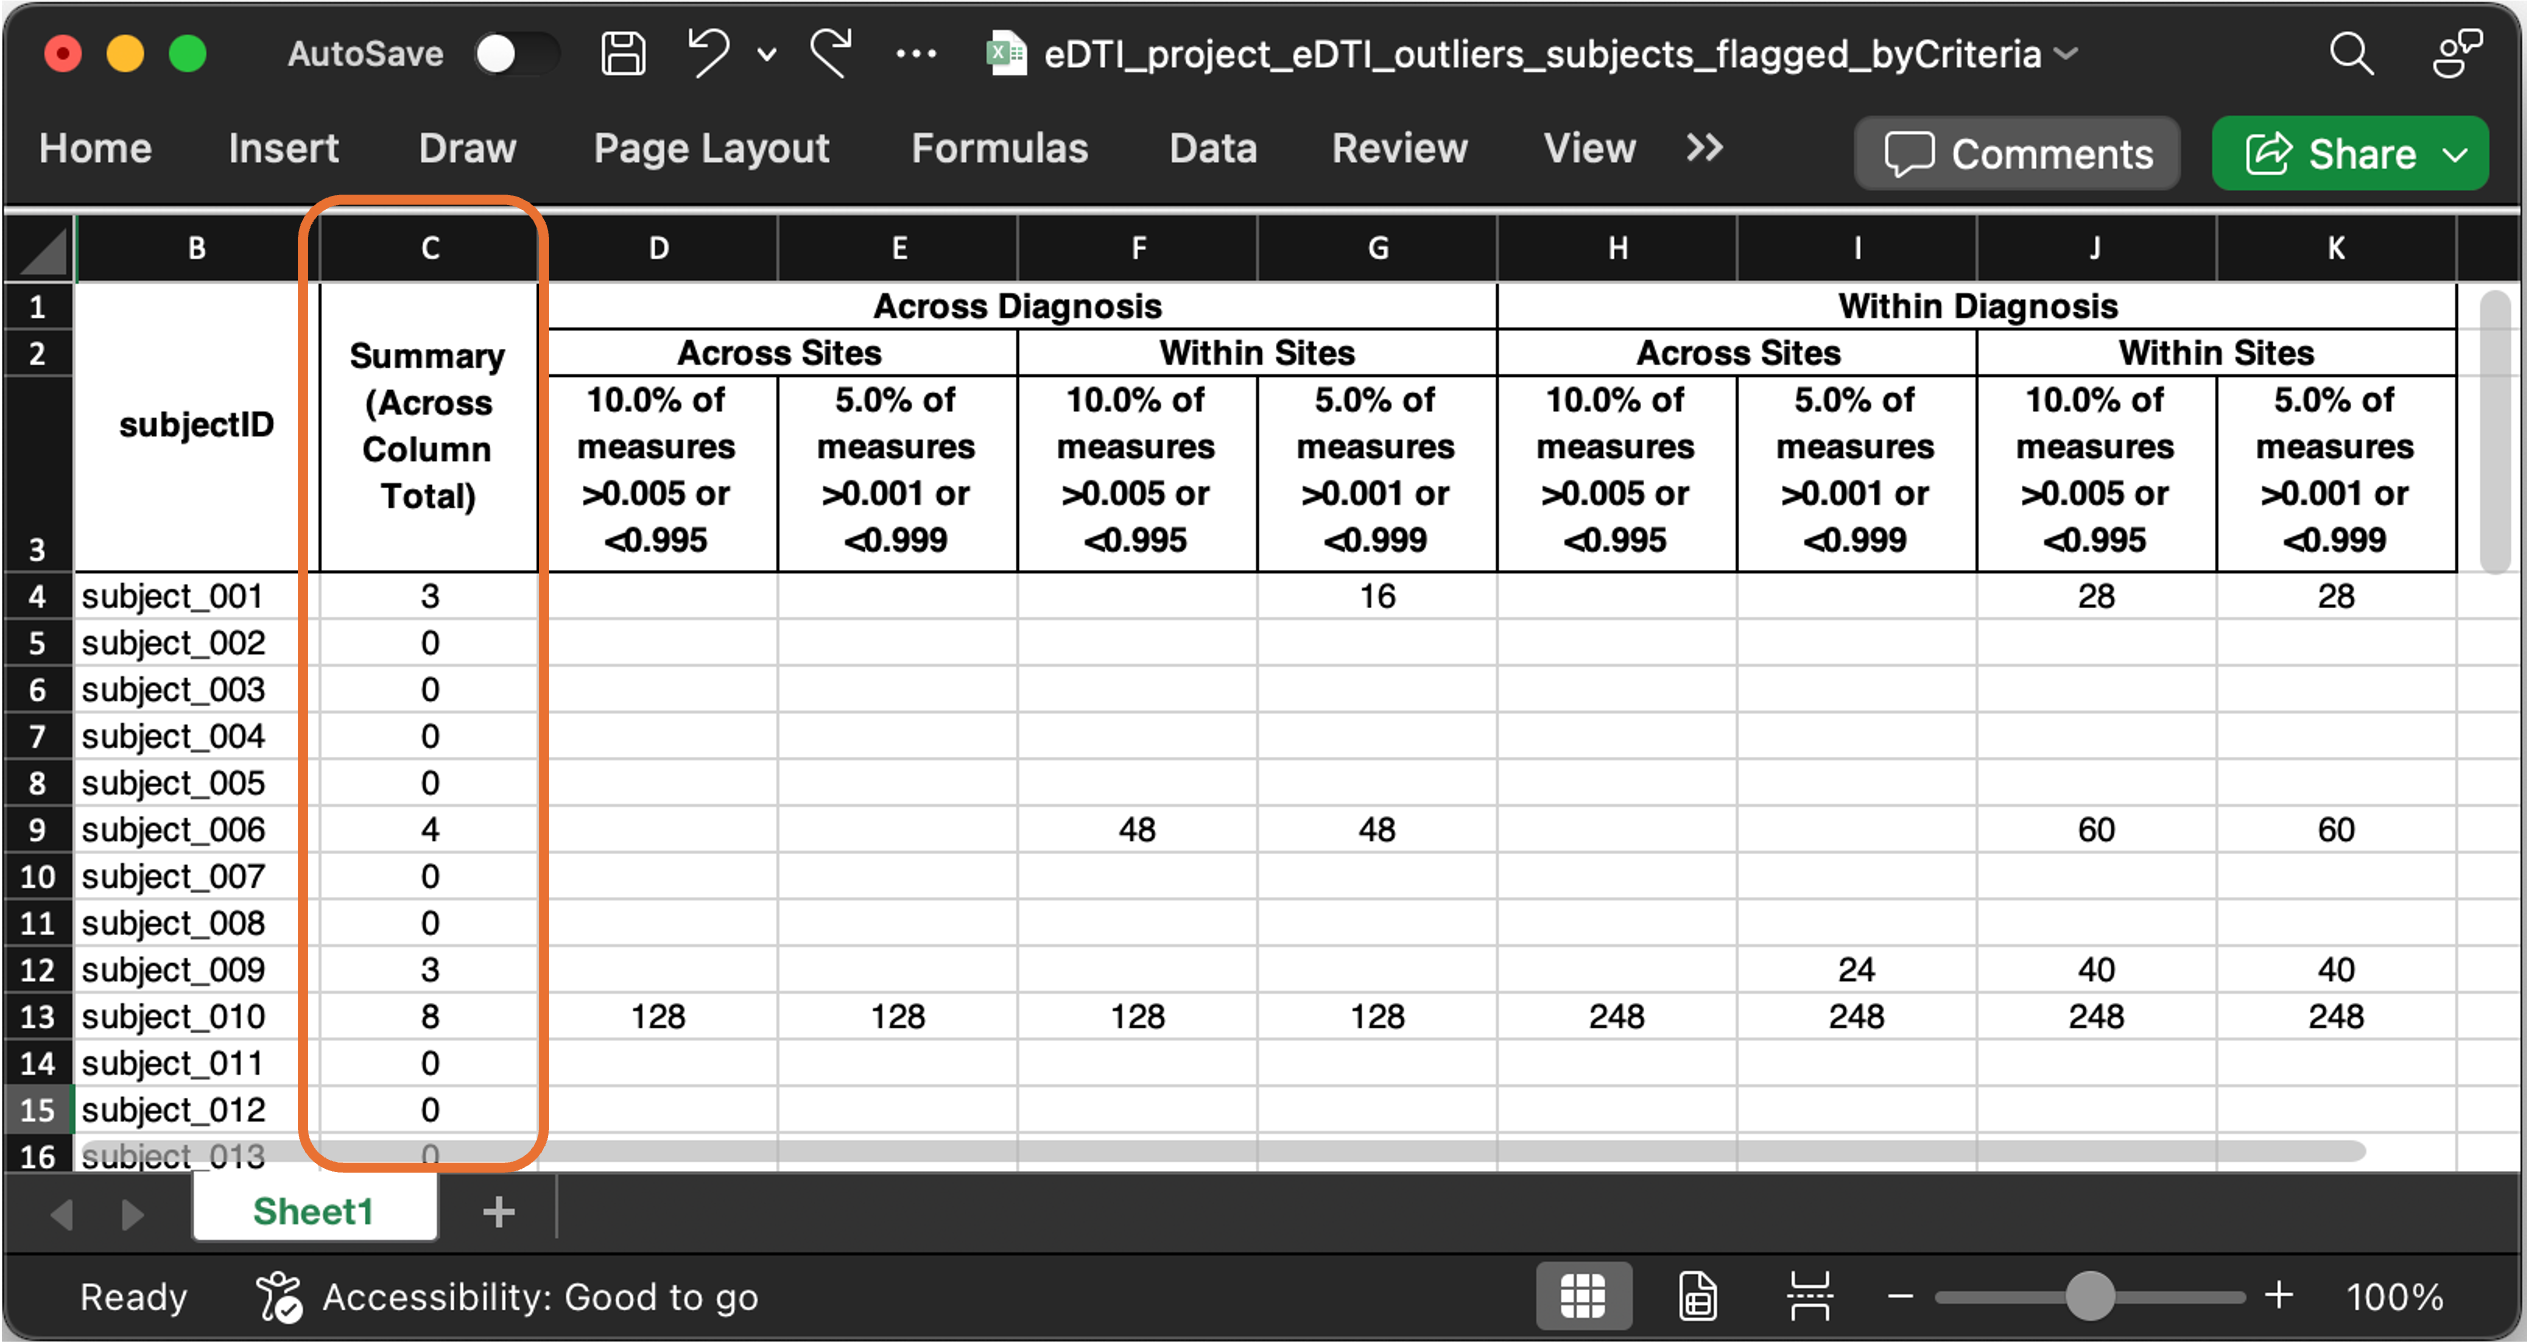 AutoSave eDTI_project_eDTI_outliers_subjects_flagged_byCriteria
Home Insert Draw Page Layout Formulas Data Review View Comments Share
B C D E F G H I J K
1 Across Diagnosis Within Diagnosis
2 Across Sites Within Sites Across Sites Within Sites
3
subjectID
Summary
(Across
Column
Total)
10.0% of
measures
>0.005 or
<0.995
5.0% of
measures
>0.001 or
<0.999
10.0% of
measures
>0.005 or
<0.995
5.0% of
measures
>0.001 or
<0.999
10.0% of
measures
>0.005 or
<0.995
5.0% of
measures
>0.001 or
<0.999
10.0% of
measures
>0.005 or
<0.995
5.0% of
measures
>0.001 or
<0.999
4 subject_001 3 16 28 28
5 subject_002 0
6 subject_003 0
7 subject_004 0
8 subject_005 0
9 subject_006 4 48 48 60 60
10 subject_007 0
11 subject_008 0
12 subject_009 3 24 40 40
13 subject_010 8 128 128 128 128 248 248 248 248
14 subject_011 0
15 subject_012 0
16 subject_013 0
Sheet1
Ready Accessibility: Good to go 100%